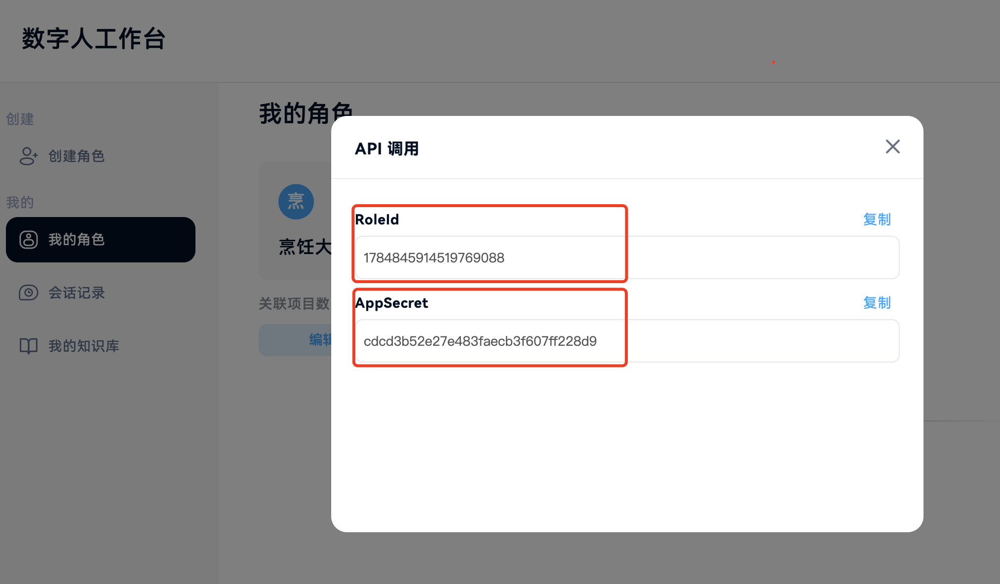 数字人工作台
创建
创建角色
我的
我的角色
会话记录
我的知识库
我的角色
烹
烹饪大
关联项目数
编辑
API 调用
RoleId
复制
1784845914519769088
AppSecret
复制
cdcd3b52e27e483faecb3f607ff228d9